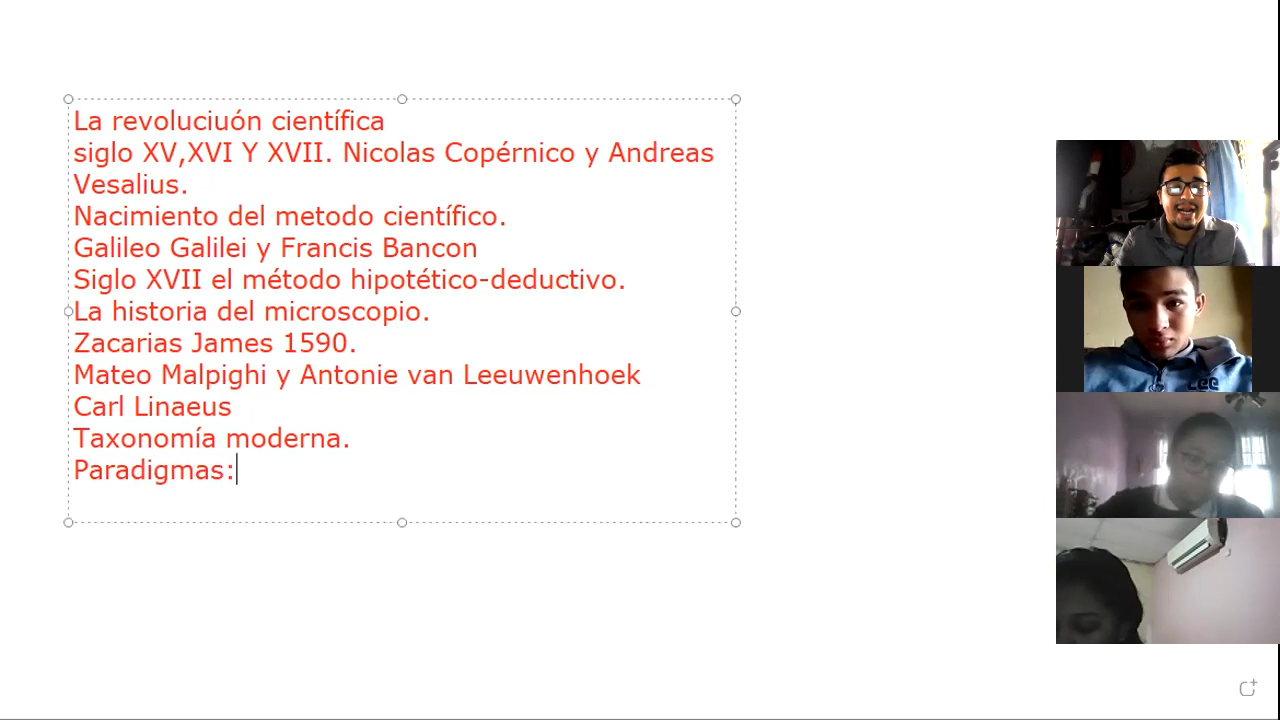 La revoluciuón científica
siglo XV,XVI Y XVII. Nicolas Copérnico y Andreas
Vesalius.
Nacimiento del metodo científico.
Galileo Galilei y Francis Bancon
Siglo XVII el método hipotético-deductivo.
La historia del microscopio.
Zacarias James 1590.
Mateo Malpighi y Antonie van Leeuwenhoek
Carl Linaeus
Taxonomía moderna.
Paradigmas:
Lee